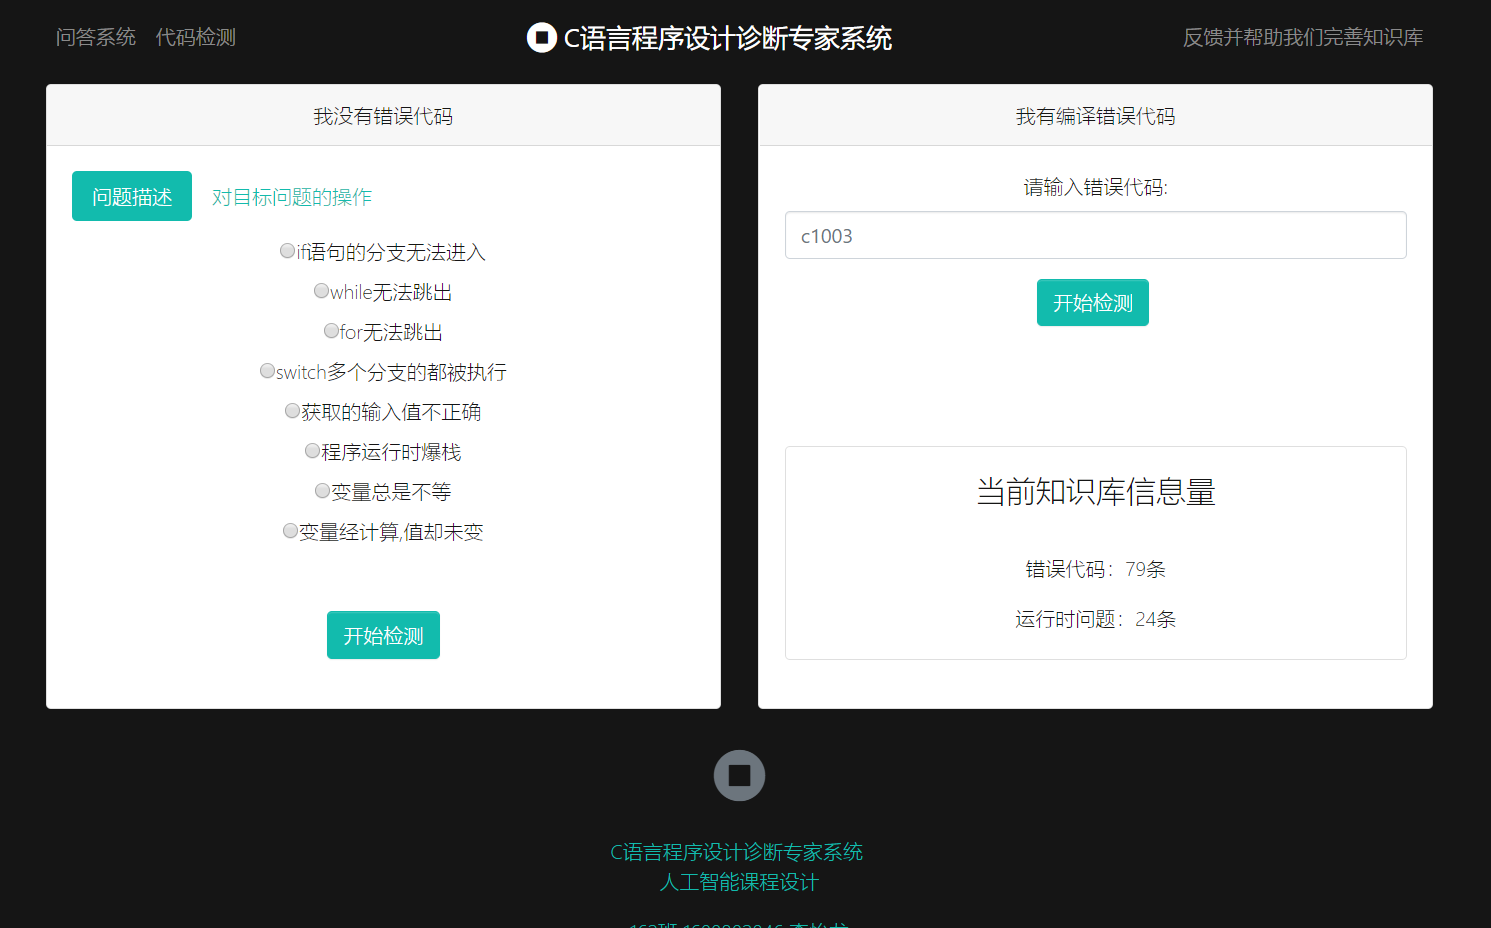 问答系统 代码检测
C语言程序设计诊断专家系统
反馈并帮助我们完善知识库
我没有错误代码
问题描述 对目标问题的操作
if语句的分支无法进入
while无法跳出
for无法跳出
switch多个分支的都被执行
获取的输入值不正确
程序运行时爆栈
变量总是不等
变量经计算,值却未变
开始检测
我有编译错误代码
请输入错误代码:
c1003
开始检测
当前知识库信息量
错误代码：79条
运行时问题：24条
C语言程序设计诊断专家系统
人工智能课程设计